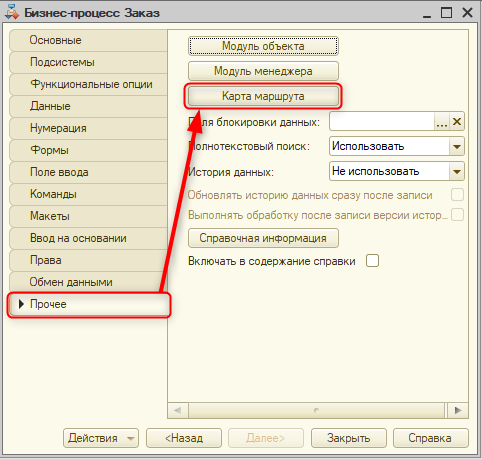 Бизнес-процесс Заказ
Основные
Подсистемы
Функциональные опции
Данные
Нумерация
Формы
Поле ввода
Команды
Макеты
Ввод на основании
Права
Обмен данными
Прочее
Модуль объекта
Модуль менеджера
Карта маршрута
Поля блокировки данных: ... ×
Полнотекстовый поиск: Использовать
История данных: Не использовать
Обновлять историю данных сразу после записи
Выполнять обработку после записи версии истор...
Справочная информация
Включать в содержание справки
Действия <Назад Далее> Закрыть Справка